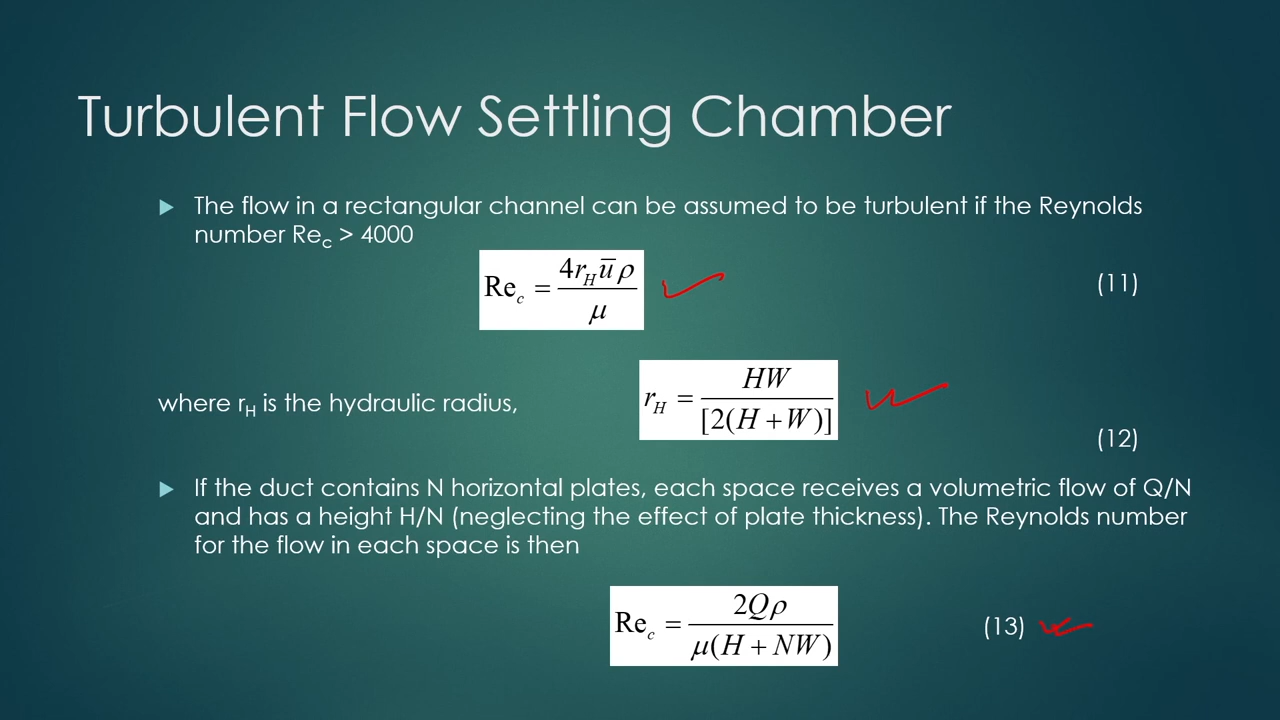 Turbulent Flow Settling Chamber
The flow in a rectangular channel can be assumed to be turbulent if the Reynolds
number Re_c > 4000
Re_c = 4r_H u̅ρ / μ
(11)
where r_H is the hydraulic radius,
r_H = HW / [2(H + W)]
(12)
If the duct contains N horizontal plates, each space receives a volumetric flow of Q/N
and has a height H/N (neglecting the effect of plate thickness). The Reynolds number
for the flow in each space is then
Re_c = 2Qρ / μ(H + NW)
(13)